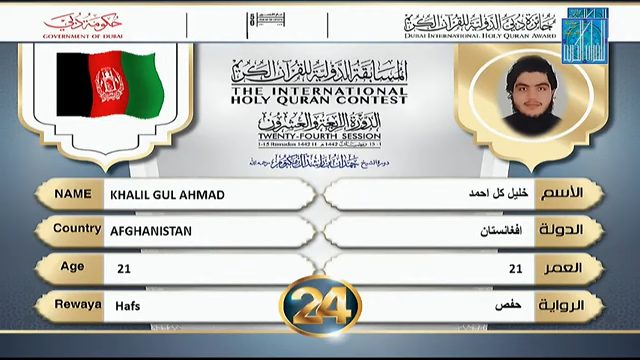 حكومة دبي
GOVERNMENT OF DUBAI
جائزة دبي الدولية للقرآن الكريم
DUBAI INTERNATIONAL HOLY QURAN AWARD
المسابقة الدولية للقرآن الكريم
THE INTERNATIONAL
HOLY QURAN CONTEST
الدورة الرابعة والعشرون
TWENTY-FOURTH SESSION
NAME KHALIL GUL AHMAD خليل كل احمد الأسم
Country AFGHANISTAN افغانستان الدولة
Age 21 21 العمر
Rewaya Hafs حفص الرواية
24